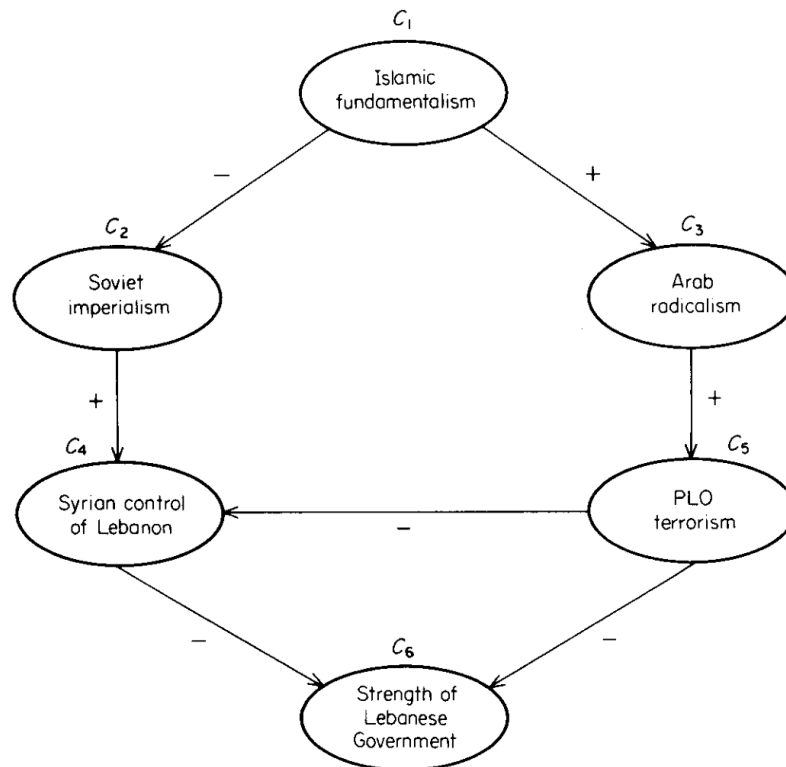 C₁
Islamic
fundamentalism
−
+
C₂
C₃
Soviet
imperialism
Arab
radicalism
+
+
C₄
C₅
Syrian control
of Lebanon
PLO
terrorism
−
−
−
C₆
Strength of
Lebanese
Government